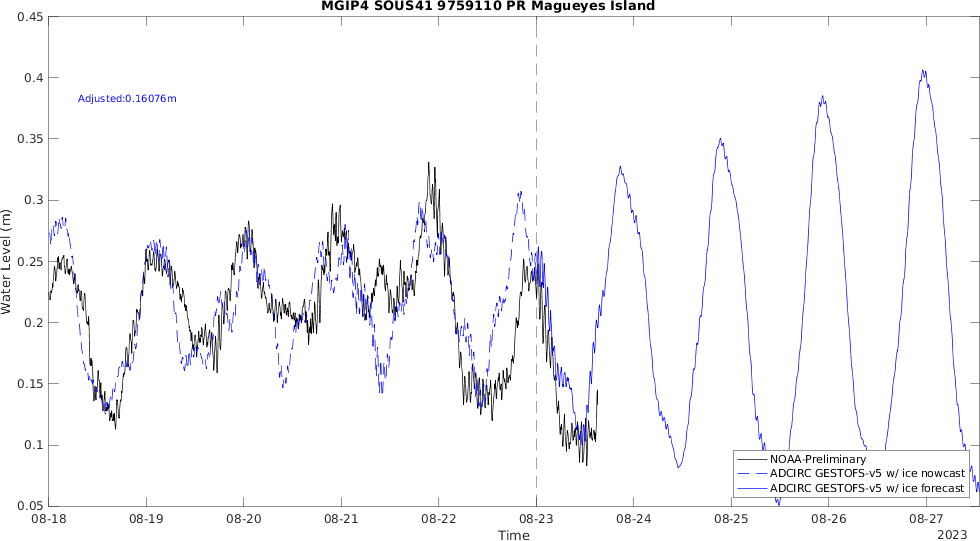 MGIP4 SOUS41 9759110 PR Magueyes Island
0.45
0.4
0.35
0.3
0.25
0.2
0.15
0.1
0.05
Water Level (m)
Adjusted:0.16076m
NOAA-Preliminary
ADCIRC GESTOFS-v5 w/ ice nowcast
ADCIRC GESTOFS-v5 w/ ice forecast
08-18 08-19 08-20 08-21 08-22 08-23 08-24 08-25 08-26 08-27
Time
2023